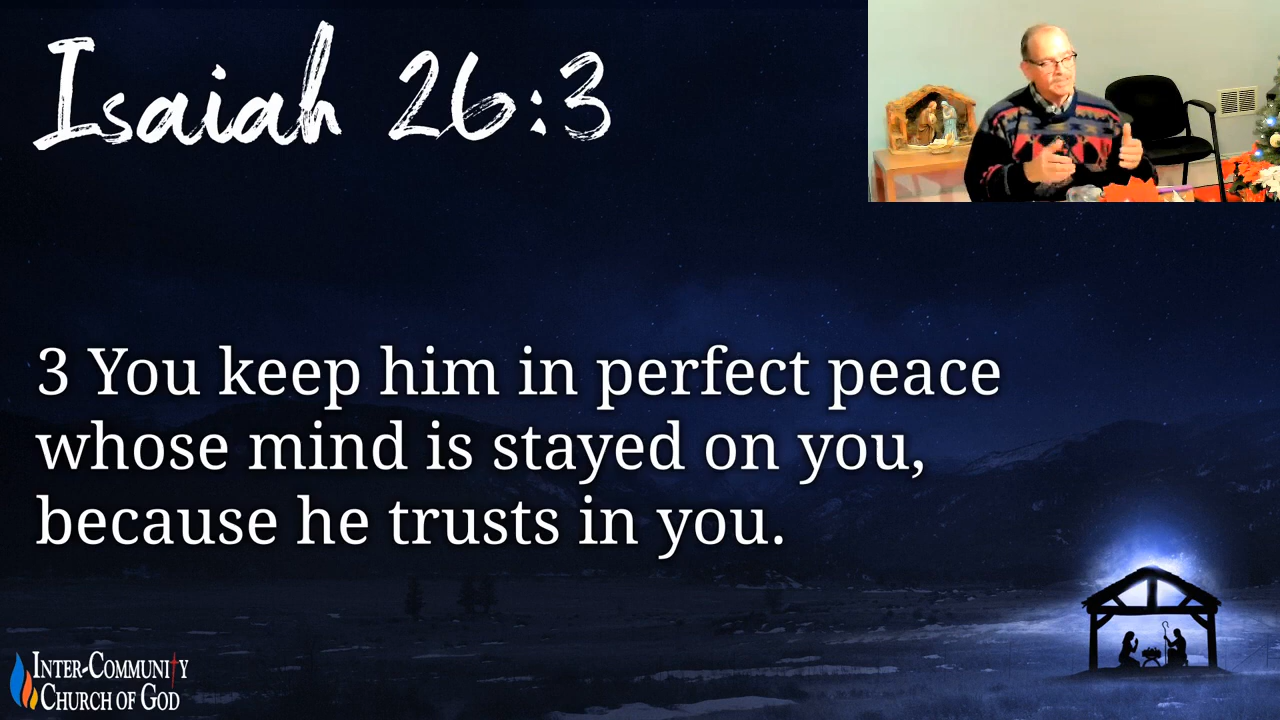 Isaiah 26:3
3 You keep him in perfect peace
whose mind is stayed on you,
because he trusts in you.
INTER-COMMUNITY
CHURCH OF GOD